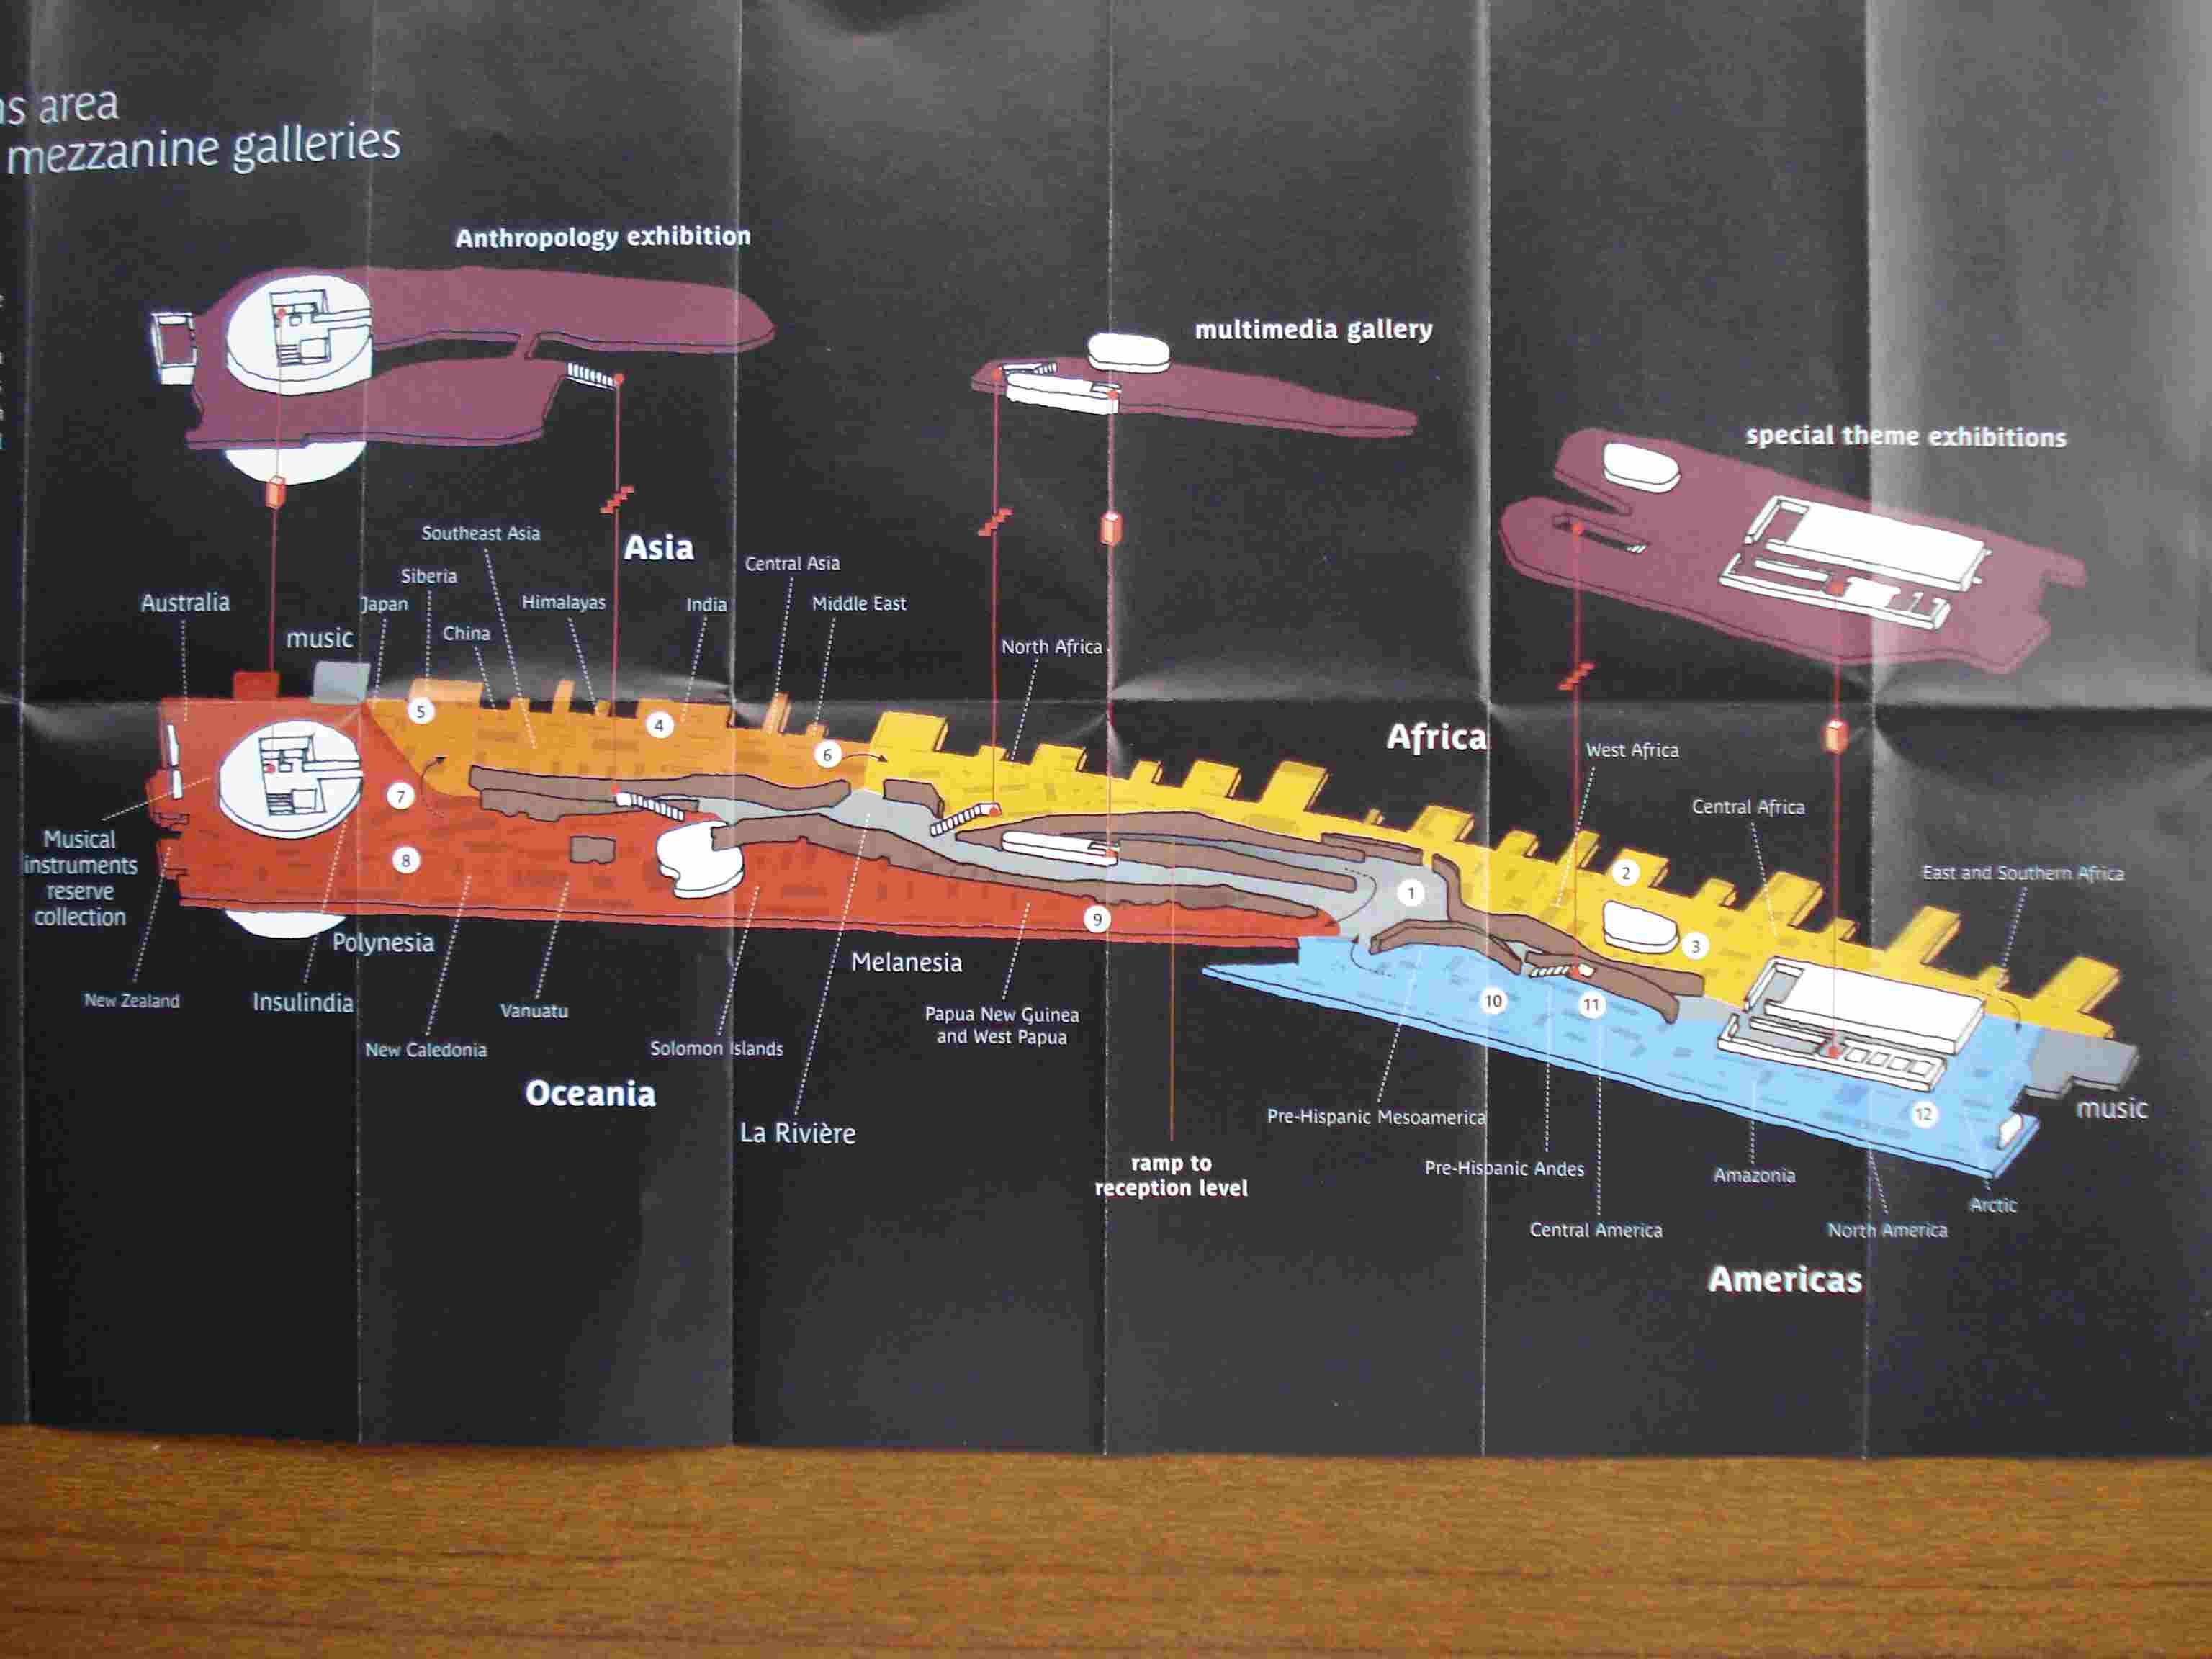 area
mezzanine galleries
Anthropology exhibition
multimedia gallery
special theme exhibitions
Southeast Asia
Asia
Central Asia
Siberia
Australia
Japan
Himalayas
India
Middle East
music
China
North Africa
Africa
West Africa
Central Africa
East and Southern Africa
5
4
6
7
8
9
1
2
3
10
11
12
Musical
instruments
reserve
collection
Polynesia
Melanesia
New Zealand
Insulindia
Vanuatu
New Caledonia
Solomon Islands
Papua New Guinea
and West Papua
Oceania
La Rivière
ramp to
reception level
Pre-Hispanic Mesoamerica
Pre-Hispanic Andes
Central America
Amazonia
North America
Arctic
music
Americas